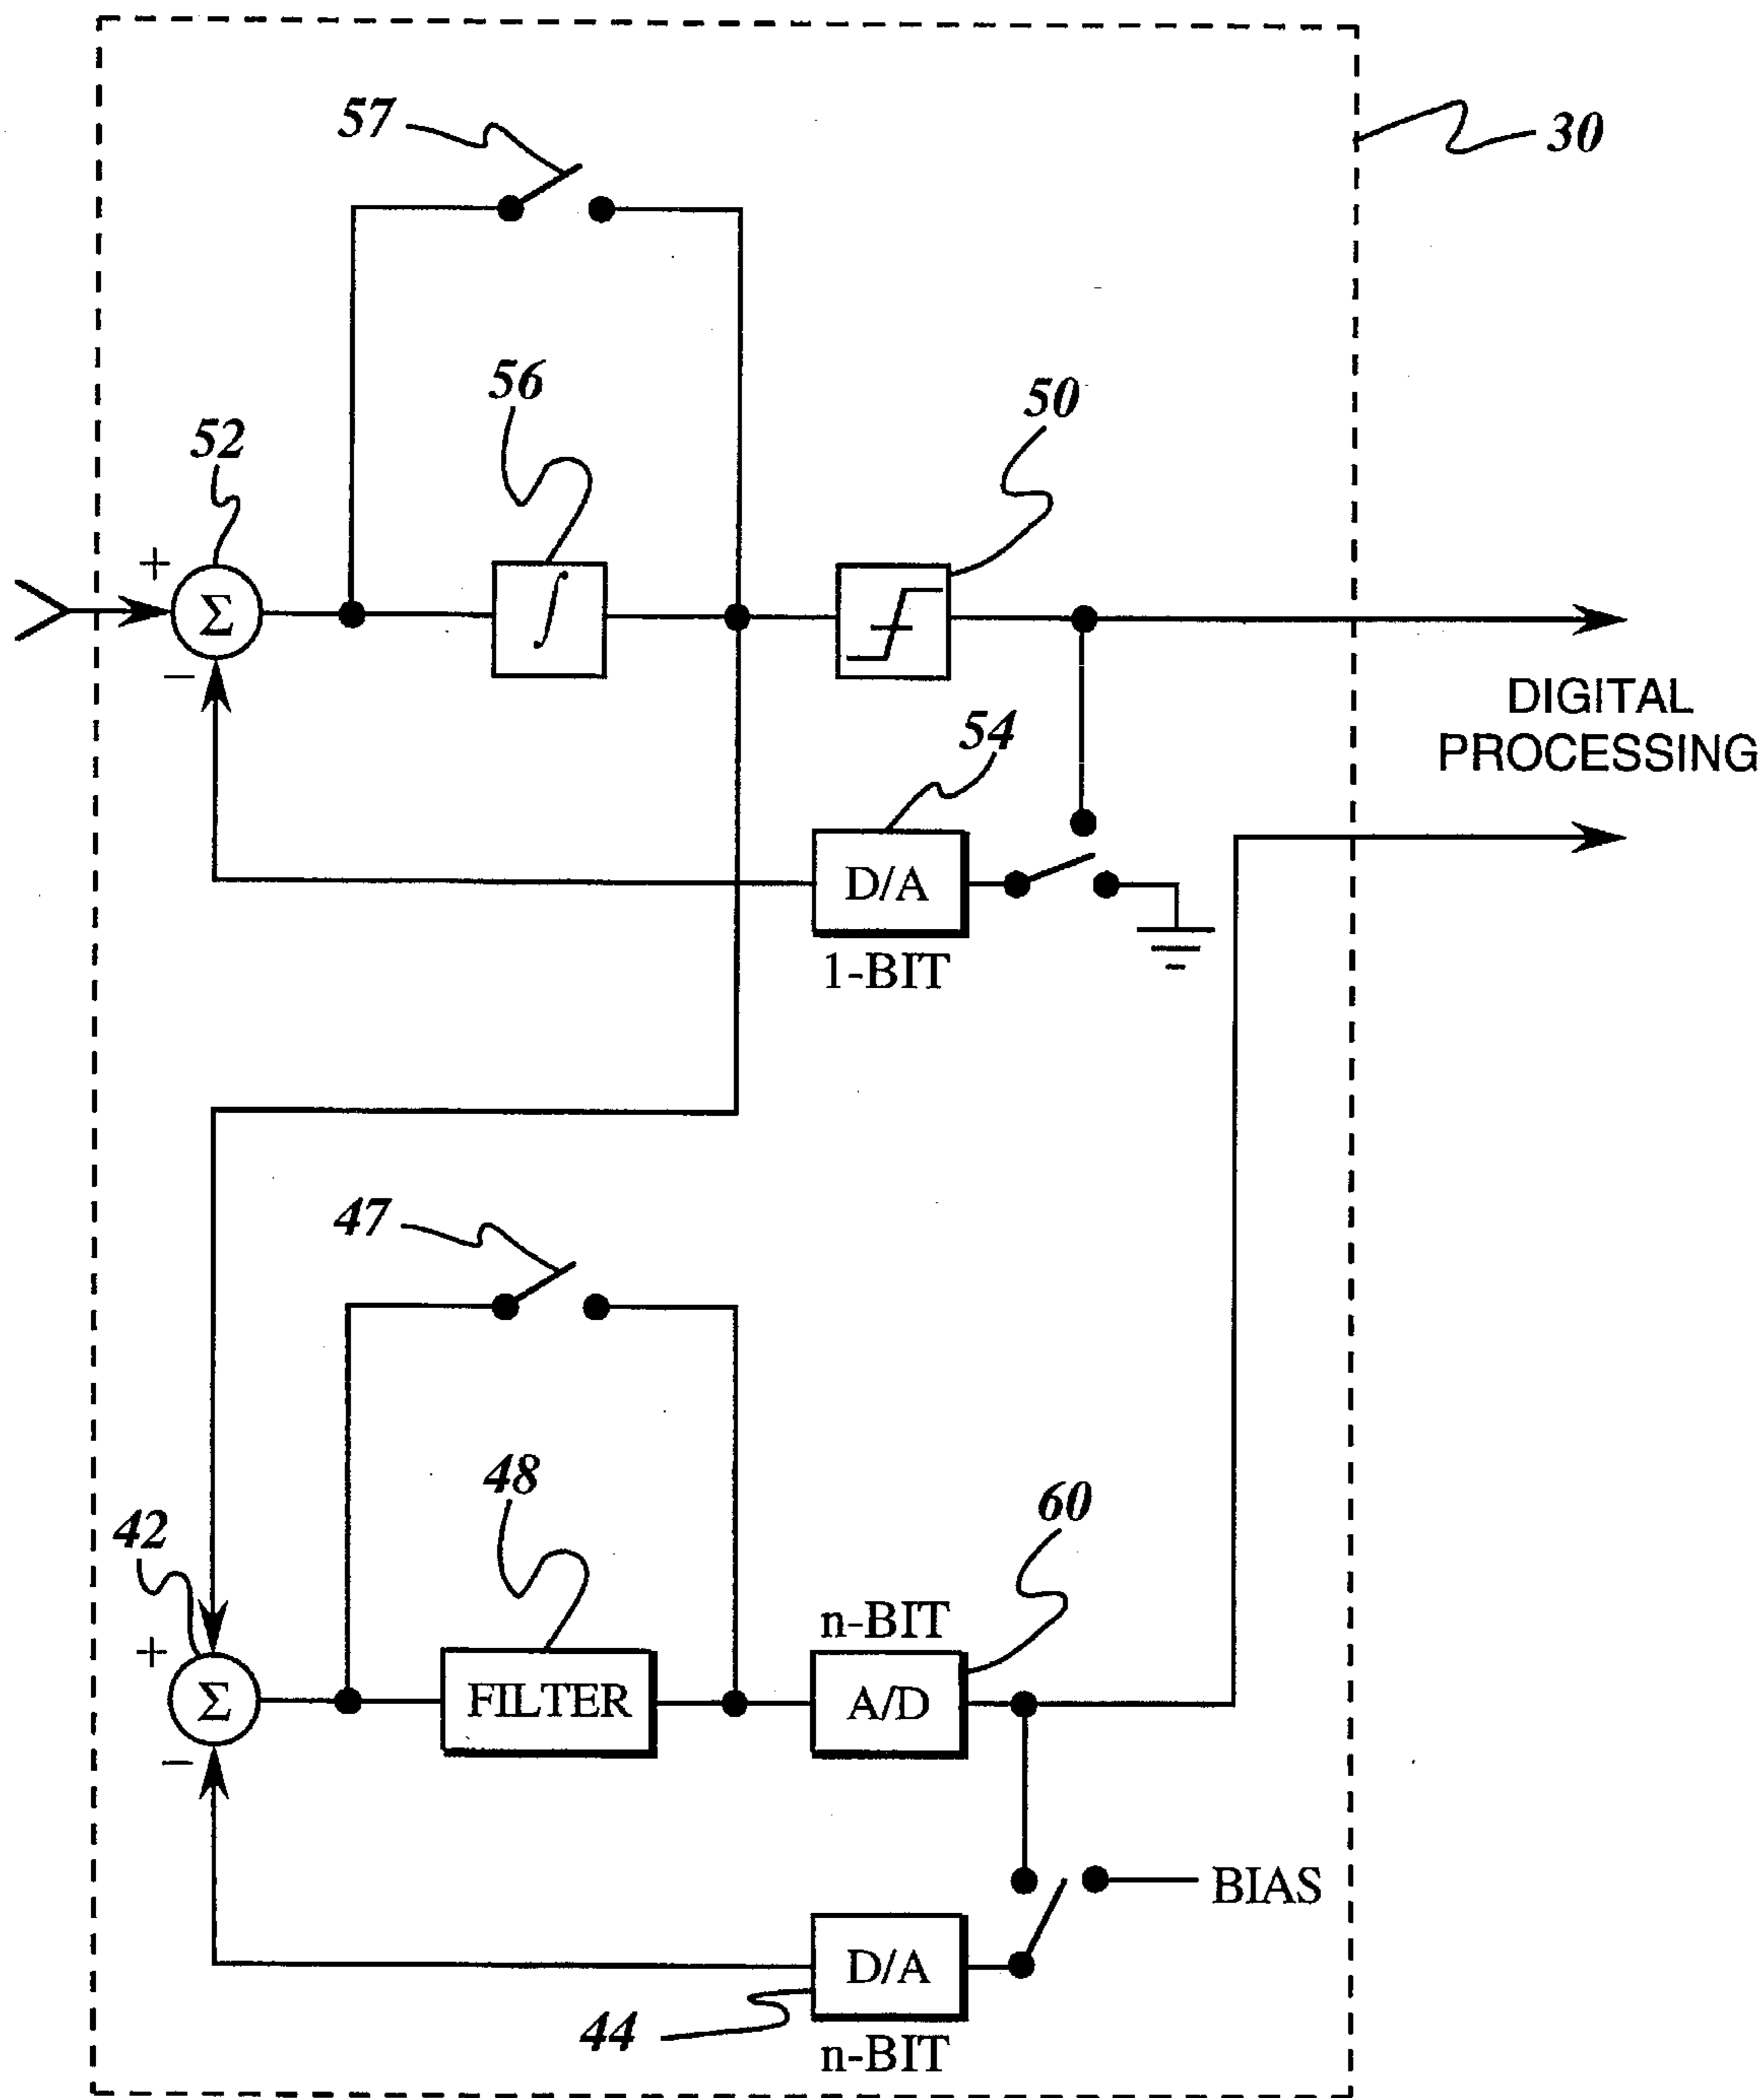 57
30
56
50
52
+
Σ
∫
−
DIGITAL
PROCESSING
54
D/A
1-BIT
47
48
60
42
n-BIT
+
Σ
FILTER
A/D
−
BIAS
D/A
44
n-BIT